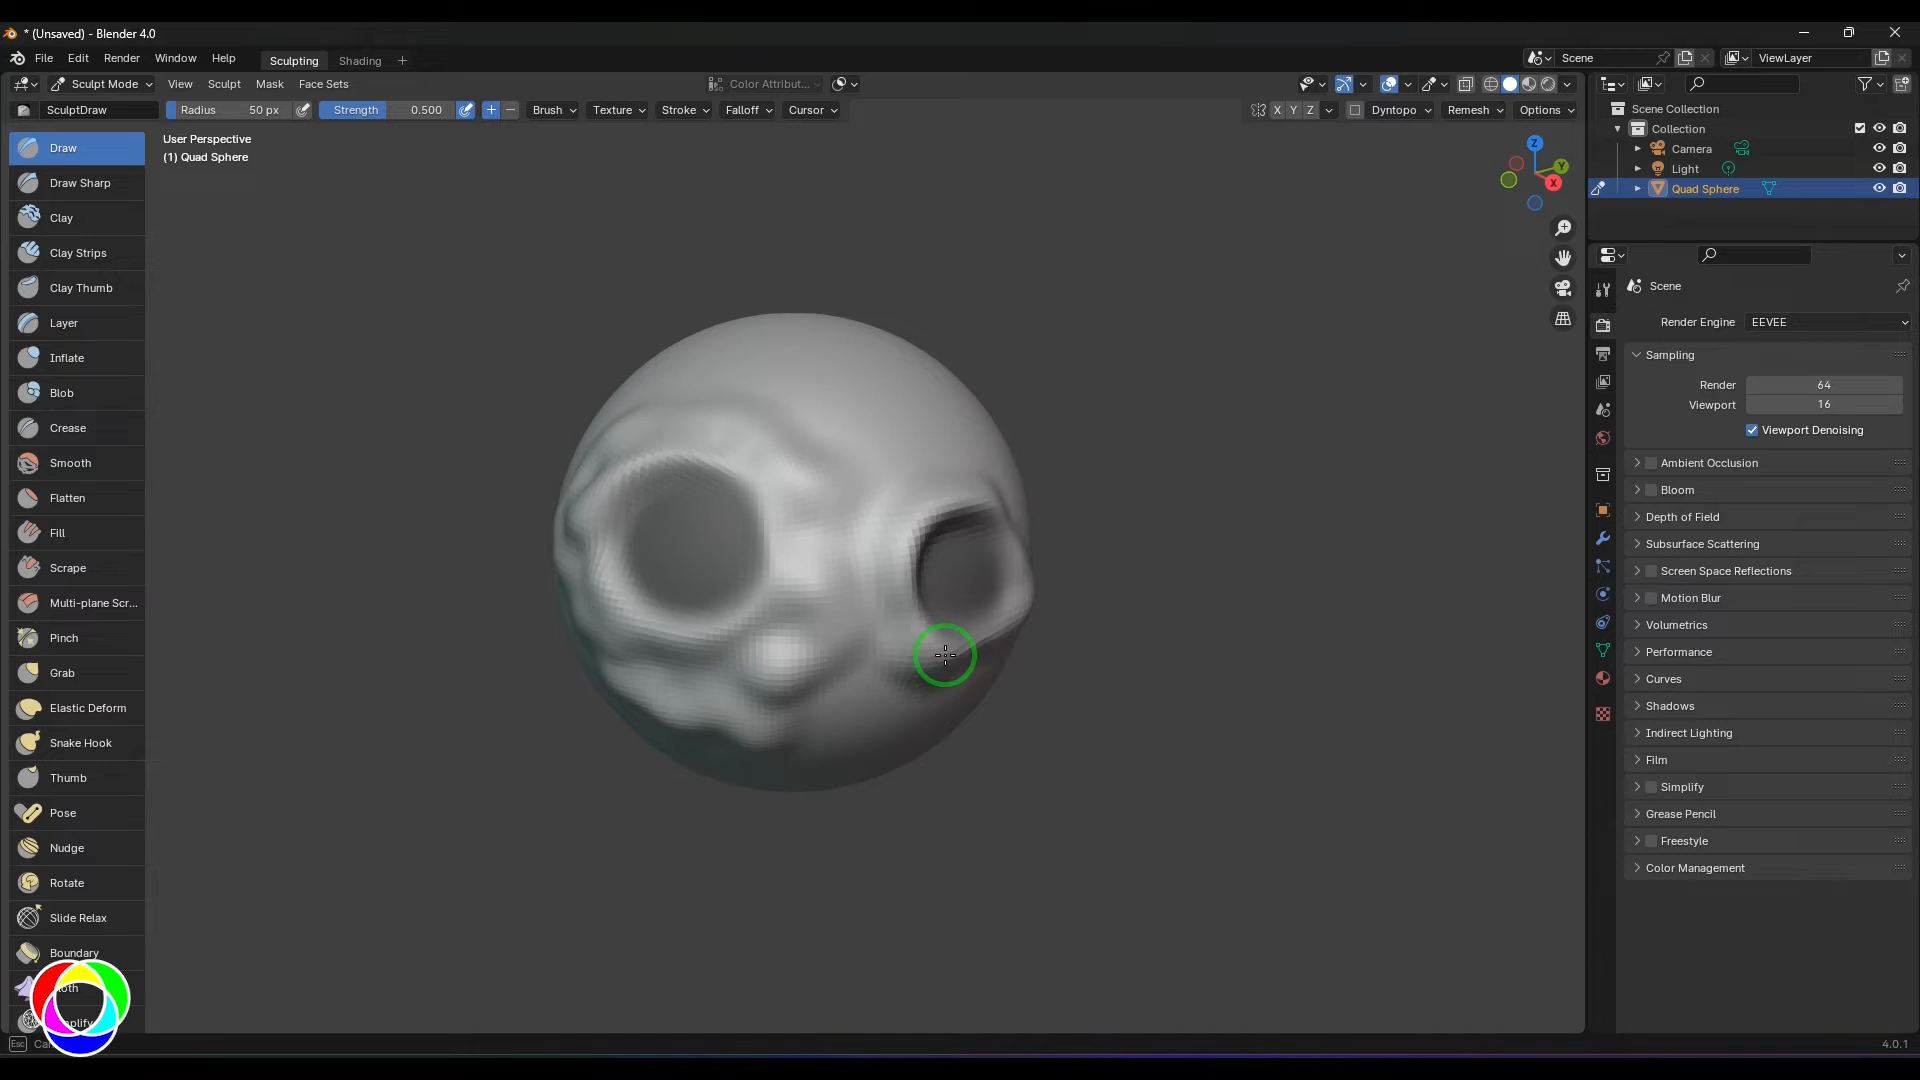 * (Unsaved) - Blender 4.0
File Edit Render Window Help Sculpting Shading + Scene ViewLayer
Sculpt Mode View Sculpt Mask Face Sets Color Attribut...
SculptDraw Radius 50 px Strength 0.500 + - Brush Texture Stroke Falloff Cursor X Y Z Dyntopo Remesh Options
User Perspective
(1) Quad Sphere
Draw
Draw Sharp
Clay
Clay Strips
Clay Thumb
Layer
Inflate
Blob
Crease
Smooth
Flatten
Fill
Scrape
Multi-plane Scr...
Pinch
Grab
Elastic Deform
Snake Hook
Thumb
Pose
Nudge
Rotate
Slide Relax
Boundary
Z
Y
X
Scene Collection
Collection
Camera
Light
Quad Sphere
Scene
Render Engine EEVEE
Sampling
Render 64
Viewport 16
Viewport Denoising
Ambient Occlusion
Bloom
Depth of Field
Subsurface Scattering
Screen Space Reflections
Motion Blur
Volumetrics
Performance
Curves
Shadows
Indirect Lighting
Film
Simplify
Grease Pencil
Freestyle
Color Management
Esc
4.0.1